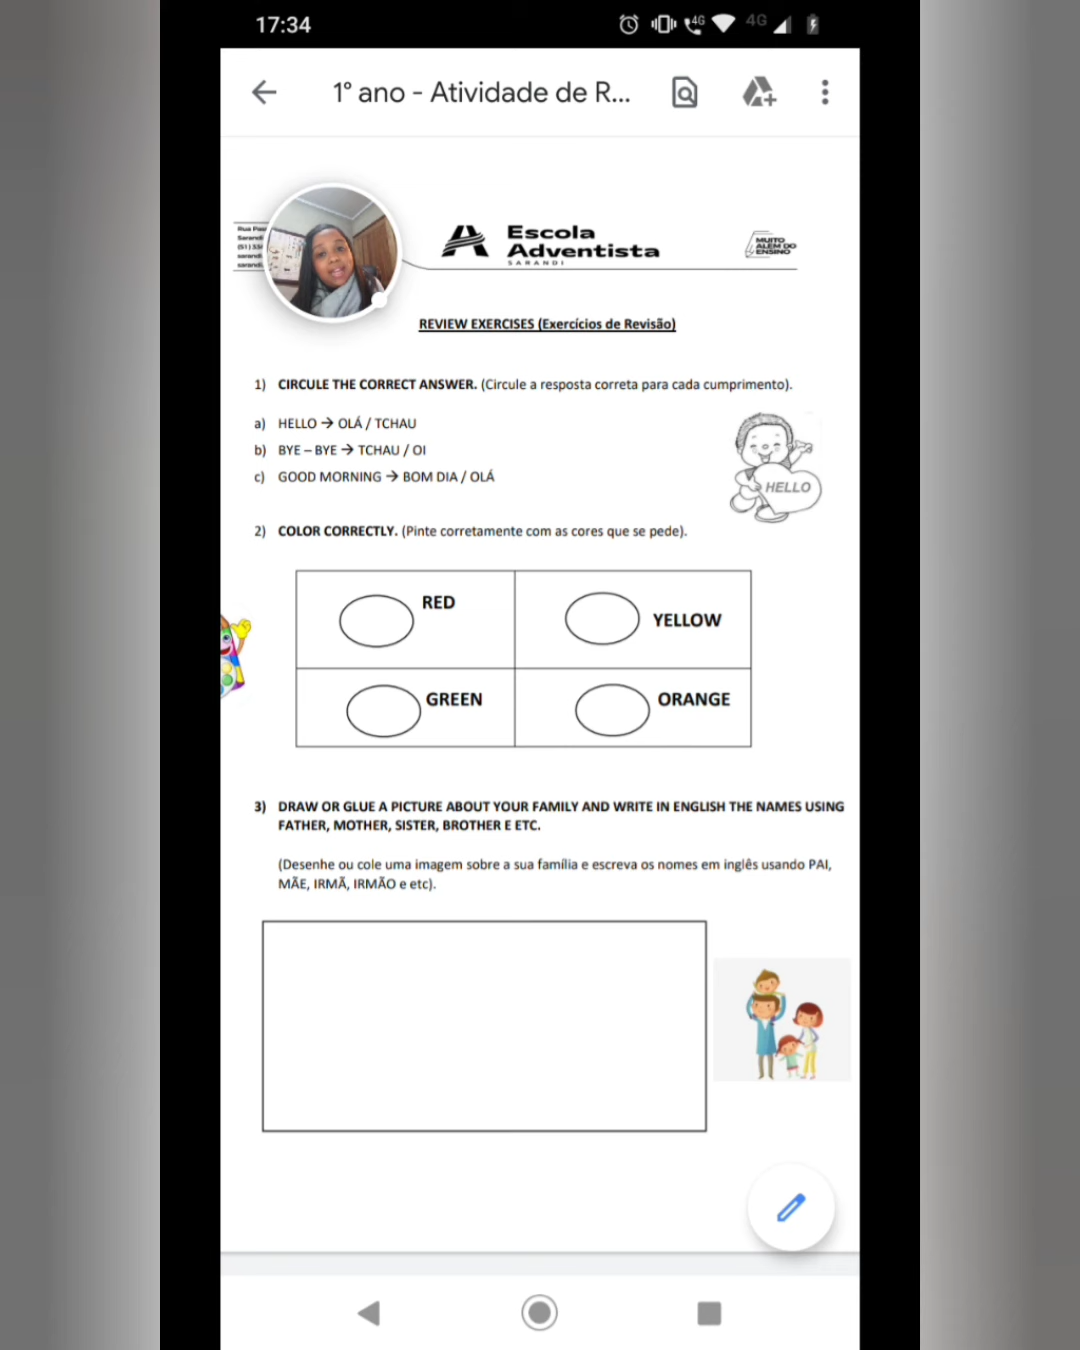 17:34
4G
4G
1º ano - Atividade de R...
Rua
Escola
Adventista
SARANDI
MUITO
ALÉM DO
ENSINO
REVIEW EXERCISES (Exercícios de Revisão)
1) CIRCULE THE CORRECT ANSWER. (Circule a resposta correta para cada cumprimento).
a) HELLO → OLÁ / TCHAU
b) BYE – BYE → TCHAU / OI
c) GOOD MORNING → BOM DIA / OLÁ
HELLO
2) COLOR CORRECTLY. (Pinte corretamente com as cores que se pede).
RED
YELLOW
GREEN
ORANGE
3) DRAW OR GLUE A PICTURE ABOUT YOUR FAMILY AND WRITE IN ENGLISH THE NAMES USING
FATHER, MOTHER, SISTER, BROTHER E ETC.
(Desenhe ou cole uma imagem sobre a sua família e escreva os nomes em inglês usando PAI,
MÃE, IRMÃ, IRMÃO e etc).